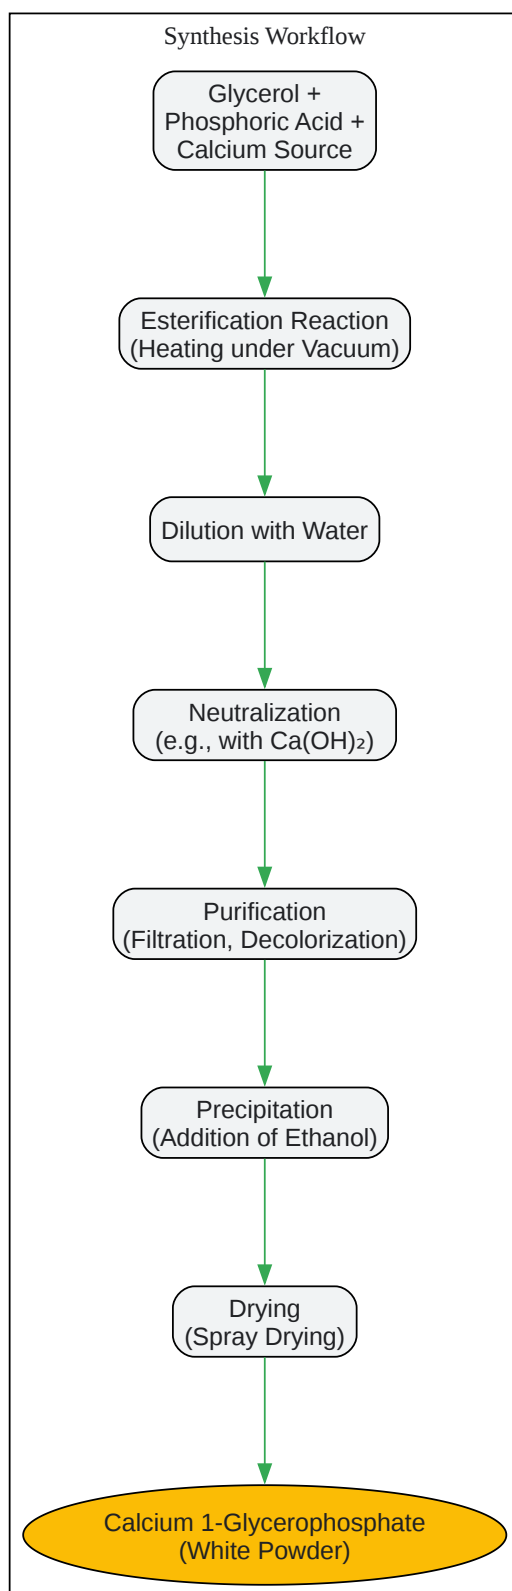 Synthesis Workflow
Glycerol +
Phosphoric Acid +
Calcium Source
Esterification Reaction
(Heating under Vacuum)
Dilution with Water
Neutralization
(e.g., with Ca(OH)₂)
Purification
(Filtration, Decolorization)
Precipitation
(Addition of Ethanol)
Drying
(Spray Drying)
Calcium 1-Glycerophosphate
(White Powder)